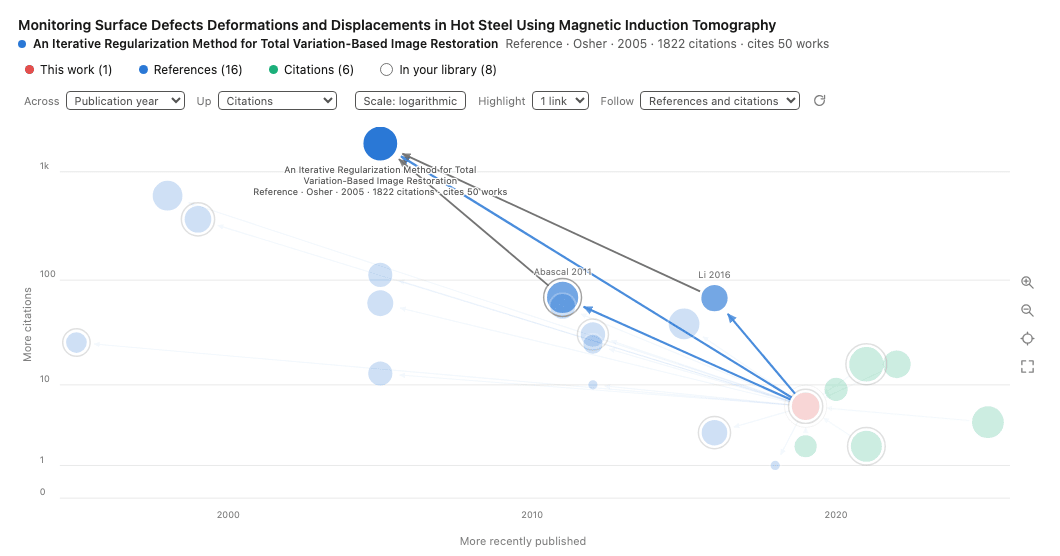 Monitoring Surface Defects Deformations and Displacements in Hot Steel Using Magnetic Induction Tomography
An Iterative Regularization Method for Total Variation-Based Image Restoration Reference · Osher · 2005 · 1822 citations · cites 50 works
This work (1) References (16) Citations (6) In your library (8)
Across Publication year Up Citations Scale: logarithmic Highlight 1 link Follow References and citations
1k
An Iterative Regularization Method for Total
Variation-Based Image Restoration
Reference · Osher · 2005 · 1822 citations · cites 50 works
100
Abascal 2011
Li 2016
More citations
10
1
0
2000 2010 2020
More recently published